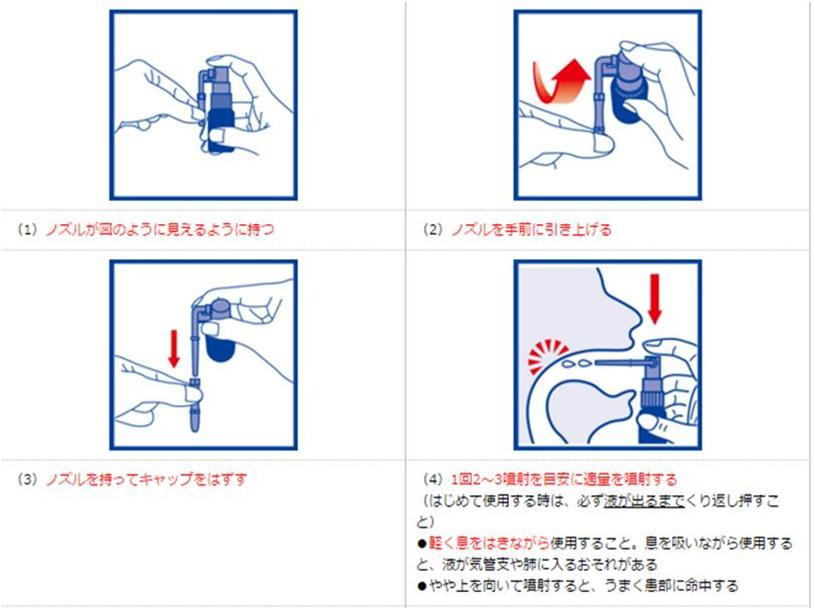 （1）ノズルが図のように見えるように持つ
（2）ノズルを手前に引き上げる
（3）ノズルを持ってキャップをはずす
（4）1回2～3噴射を目安に適量を噴射する
（はじめて使用する時は、必ず液が出るまでくり返し押すこ
と）
●軽く息をはきながら使用すること。息を吸いながら使用する
と、液が気管支や肺に入るおそれがある
●やや上を向いて噴射すると、うまく患部に命中する